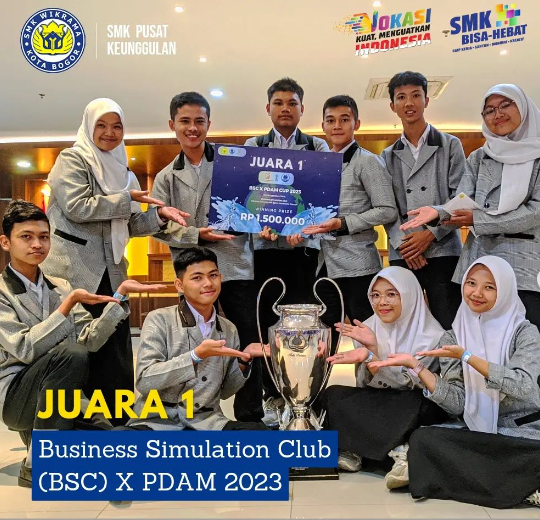 SMK WIKRAMA
KOTA BOGOR
SMK PUSAT
KEUNGGULAN
VOKASI
KUAT, MENGUATKAN
INDONESIA
SMK
BISA-HEBAT
JUARA 1
BSC X PDAM CUP 2023
WINNING PRIZE
RP 1.500.000
JUARA 1
Business Simulation Club
(BSC) X PDAM 2023